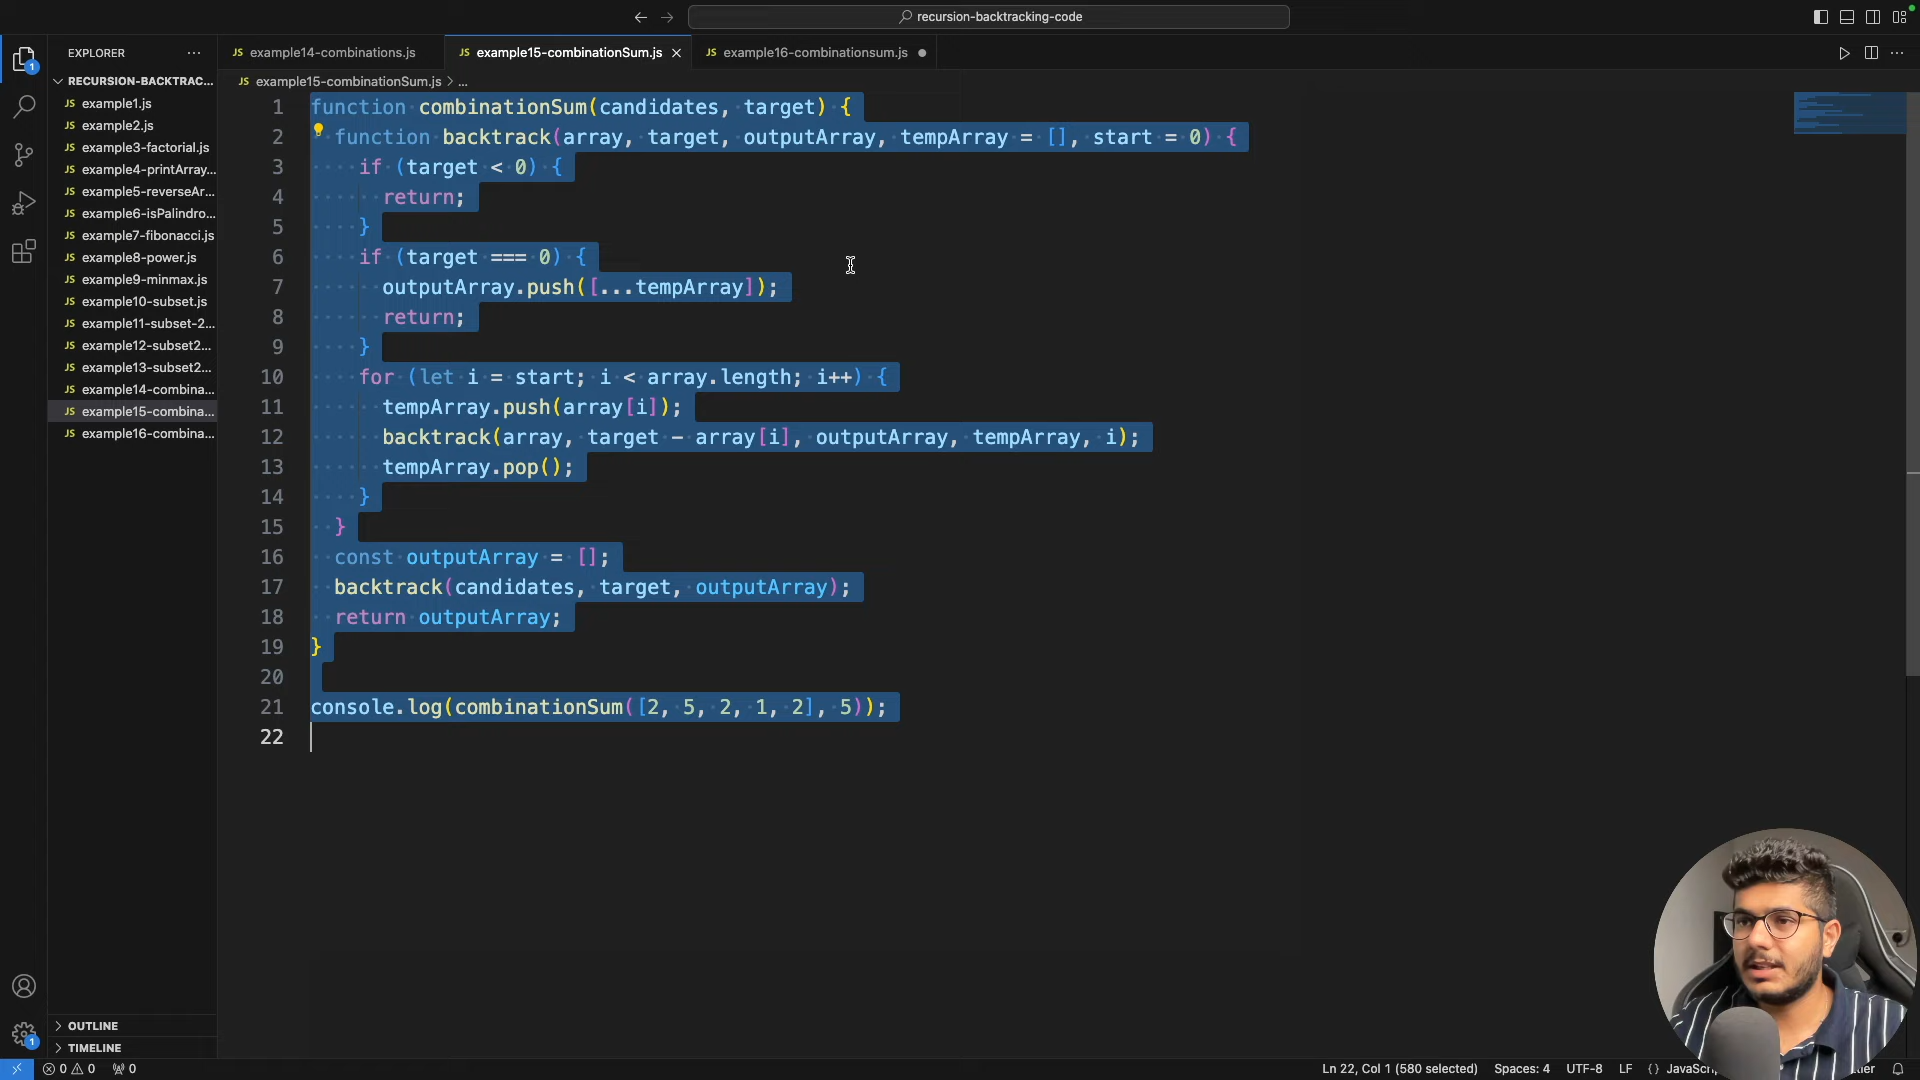 recursion-backtracking-code
EXPLORER
example14-combinations.js
example15-combinationSum.js
example16-combinationsum.js
RECURSION-BACKTRAC...
example1.js
example2.js
example3-factorial.js
example4-printArray...
example5-reverseAr...
example6-isPalindro...
example7-fibonacci.js
example8-power.js
example9-minmax.js
example10-subset.js
example11-subset-2...
example12-subset2...
example13-subset2...
example14-combina...
example15-combina...
example16-combina...
OUTLINE
TIMELINE
JS example15-combinationSum.js > ...
1 function combinationSum(candidates, target) {
2 function backtrack(array, target, outputArray, tempArray = [], start = 0) {
3 if (target < 0) {
4 return;
5 }
6 if (target === 0) {
7 outputArray.push([...tempArray]);
8 return;
9 }
10 for (let i = start; i < array.length; i++) {
11 tempArray.push(array[i]);
12 backtrack(array, target - array[i], outputArray, tempArray, i);
13 tempArray.pop();
14 }
15 }
16 const outputArray = [];
17 backtrack(candidates, target, outputArray);
18 return outputArray;
19 }
20
21 console.log(combinationSum([2, 5, 2, 1, 2], 5));
22
0 0 0
Ln 22, Col 1 (580 selected) Spaces: 4 UTF-8 LF {}